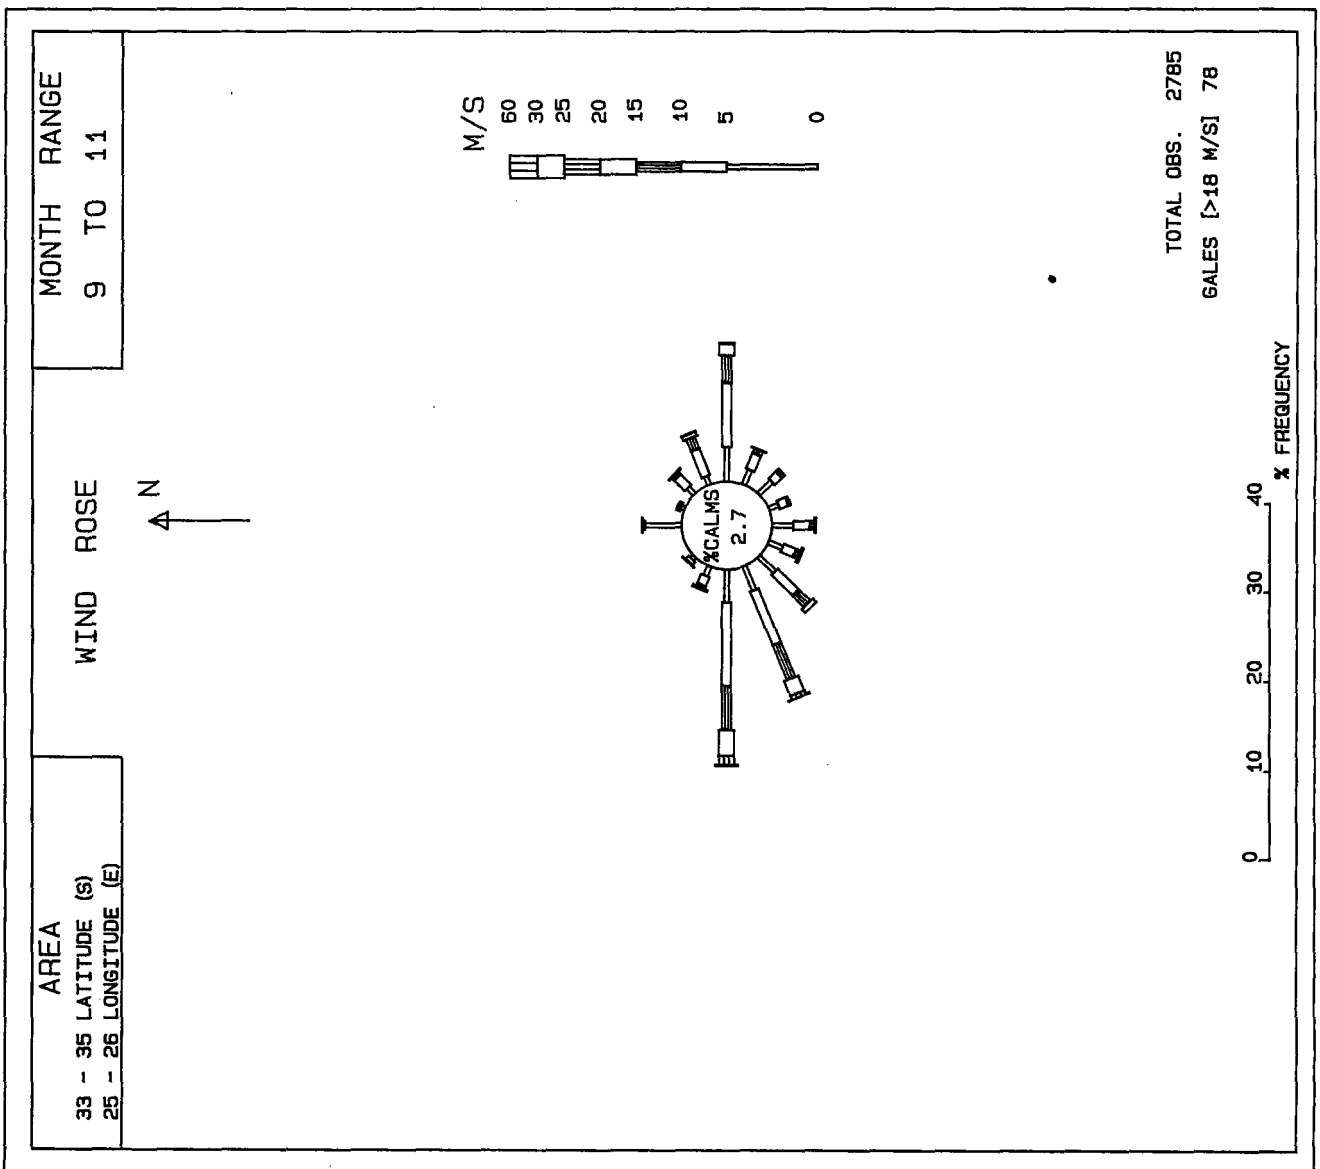 AREA
33 - 35 LATITUDE (S)
25 - 26 LONGITUDE (E)
WIND ROSE
MONTH RANGE
9 TO 11
N
M/S
60
30
25
20
15
10
5
0
%CALMS
2.7
TOTAL OBS. 2785
GALES [>18 M/S] 78
0 10 20 30 40
% FREQUENCY